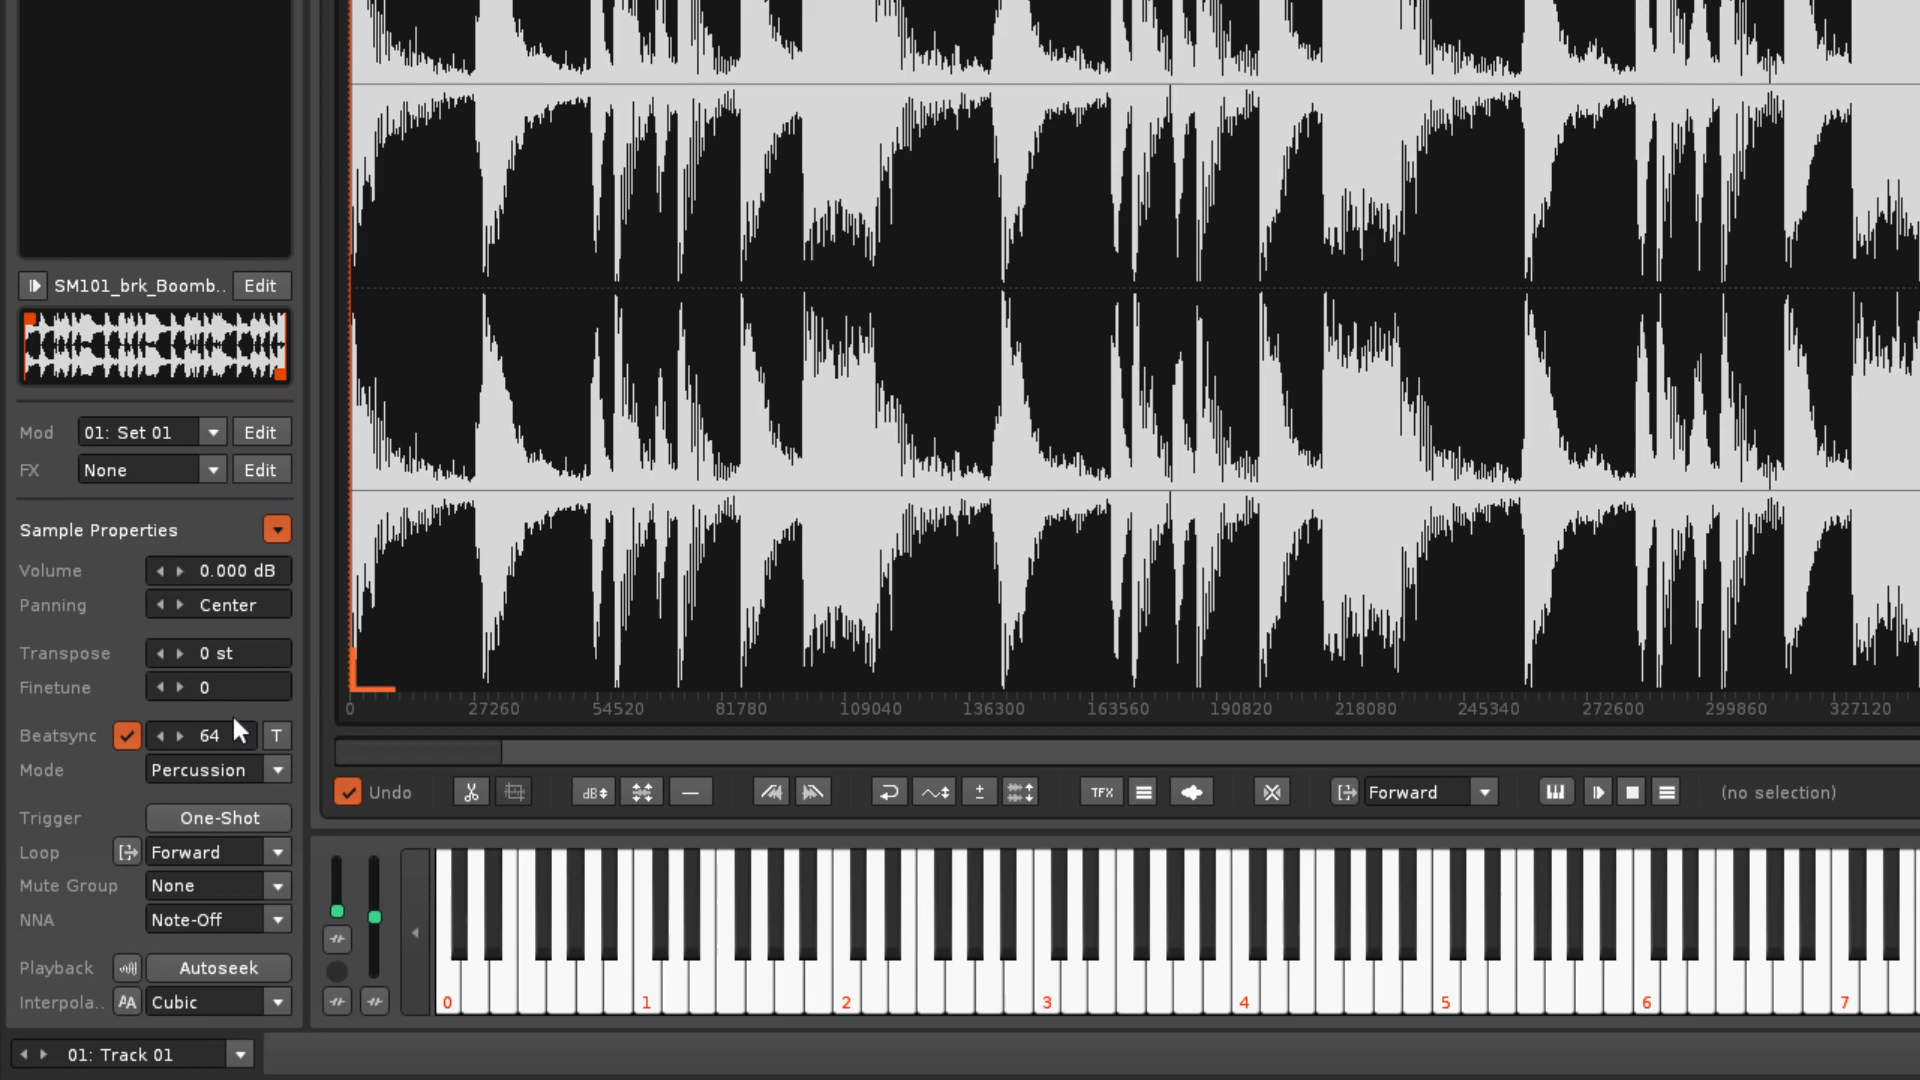 SM101_brk_Boomb.. Edit
Mod 01: Set 01 Edit
FX None Edit
Sample Properties
Volume 0.000 dB
Panning Center
Transpose 0 st
Finetune 0
Beatsync 64 T
Mode Percussion
Trigger One-Shot
Loop Forward
Mute Group None
NNA Note-Off
Playback Autoseek
Interpola.. AA Cubic
01: Track 01
0 27260 54520 81780 109040 136300 163560 190820 218080 245340 272600 299860 327120
Undo dB TFX Forward (no selection)
0 1 2 3 4 5 6 7